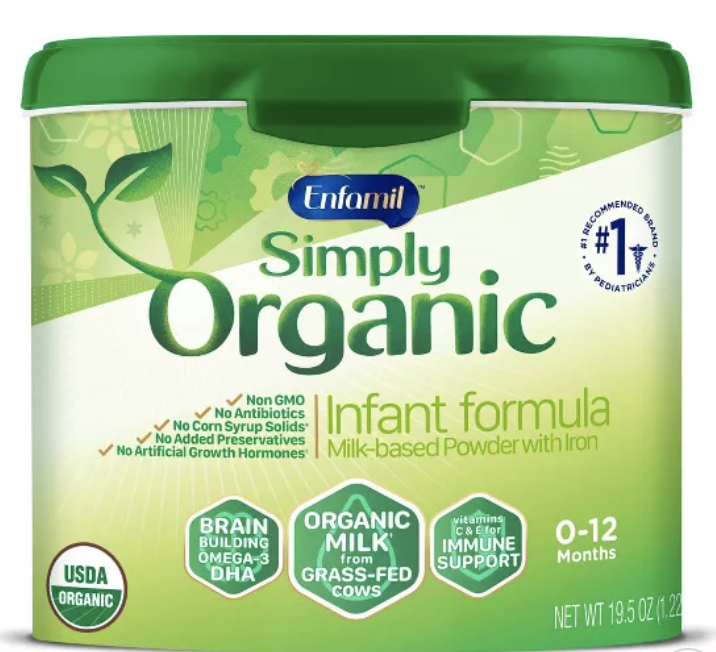 Enfamil™
Simply
Organic
#1 RECOMMENDED BRAND
#1
• BY PEDIATRICIANS •
Non GMO
No Antibiotics
No Corn Syrup Solids*
No Added Preservatives
No Artificial Growth Hormones†
Infant formula
Milk-based Powder with Iron
BRAIN
BUILDING
OMEGA-3
DHA
ORGANIC
MILK†
from
GRASS-FED
COWS
vitamins
C & E for
IMMUNE
SUPPORT
0-12
Months
USDA
ORGANIC
NET WT 19.5 OZ (1.22